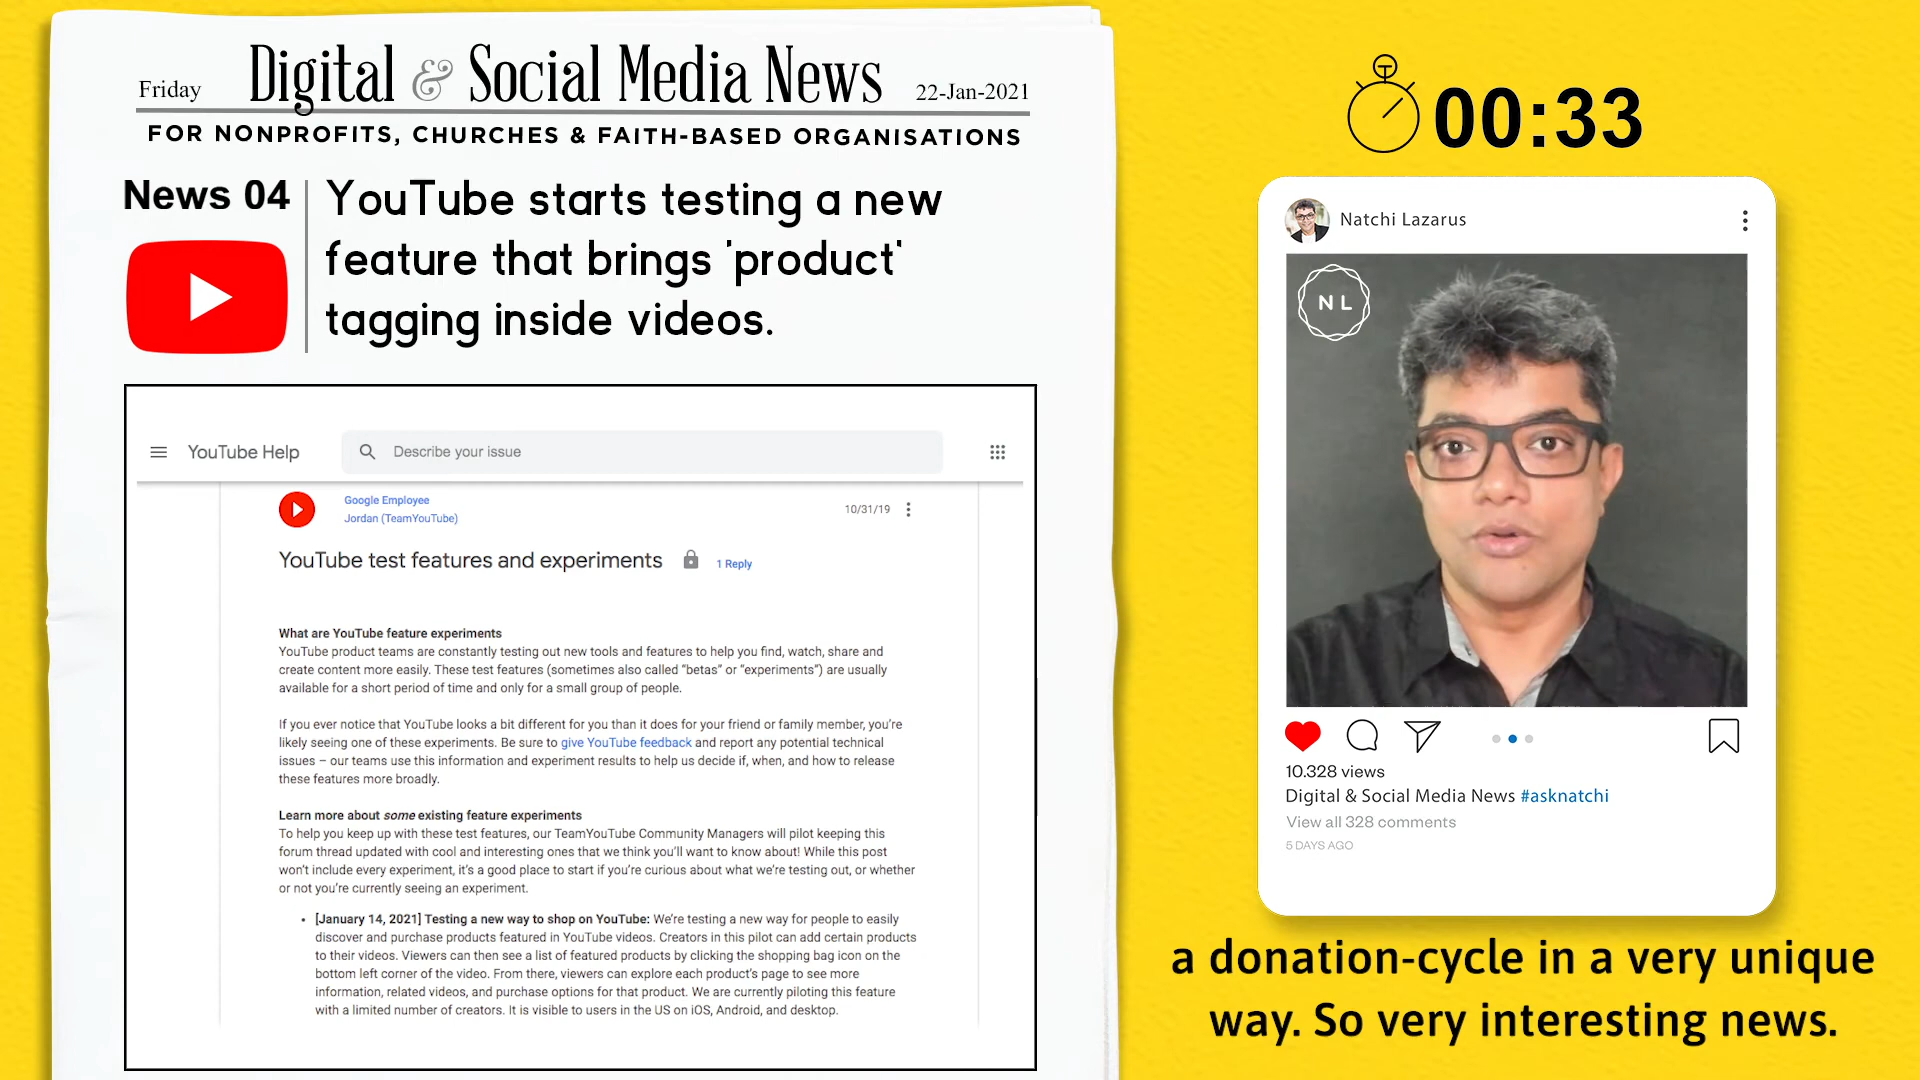 Friday
Digital & Social Media News
22-Jan-2021
FOR NONPROFITS, CHURCHES & FAITH-BASED ORGANISATIONS
News 04
YouTube starts testing a new
feature that brings 'product'
tagging inside videos.
YouTube Help
Describe your issue
Google Employee
Jordan (TeamYouTube)
10/31/19
YouTube test features and experiments
1 Reply
What are YouTube feature experiments
YouTube product teams are constantly testing out new tools and features to help you find, watch, share and
create content more easily. These test features (sometimes also called “betas” or “experiments”) are usually
available for a short period of time and only for a small group of people.
If you ever notice that YouTube looks a bit different for you than it does for your friend or family member, you’re
likely seeing one of these experiments. Be sure to give YouTube feedback and report any potential technical
issues – our teams use this information and experiment results to help us decide if, when, and how to release
these features more broadly.
Learn more about some existing feature experiments
To help you keep up with these test features, our TeamYouTube Community Managers will pilot keeping this
forum thread updated with cool and interesting ones that we think you’ll want to know about! While this post
won’t include every experiment, it’s a good place to start if you’re curious about what we’re testing out, or whether
or not you’re currently seeing an experiment.
• [January 14, 2021] Testing a new way to shop on YouTube: We’re testing a new way for people to easily
discover and purchase products featured in YouTube videos. Creators in this pilot can add certain products
to their videos. Viewers can then see a list of featured products by clicking the shopping bag icon on the
bottom left corner of the video. From there, viewers can explore each product’s page to see more
information, related videos, and purchase options for that product. We are currently piloting this feature
with a limited number of creators. It is visible to users in the US on iOS, Android, and desktop.
00:33
Natchi Lazarus
NL
10.328 views
Digital & Social Media News #asknatchi
View all 328 comments
5 DAYS AGO
a donation-cycle in a very unique
way. So very interesting news.